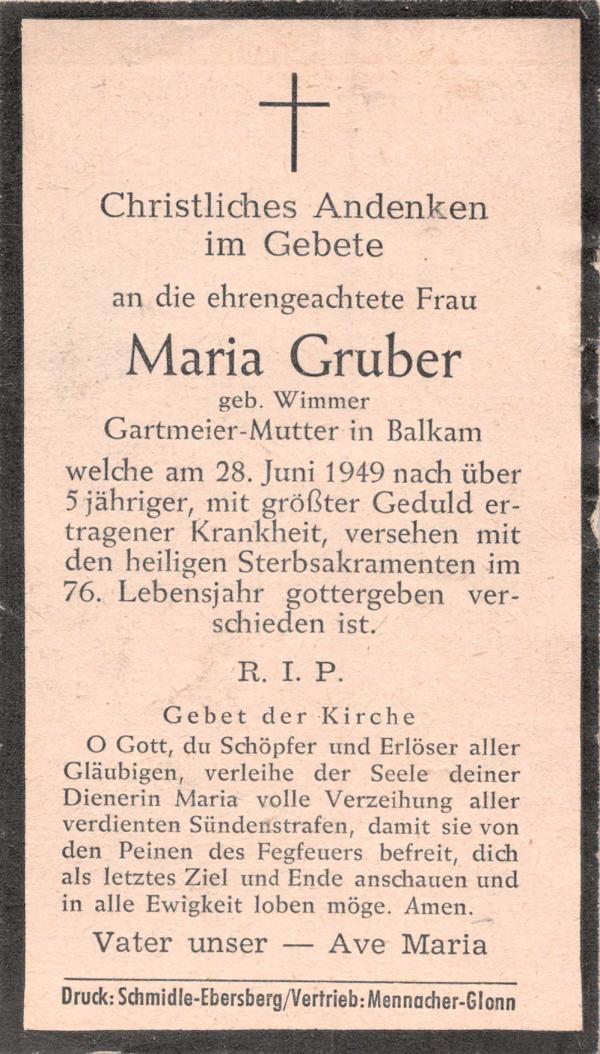 Christliches Andenken
im Gebete
an die ehrengeachtete Frau
Maria Gruber
geb. Wimmer
Gartmeier-Mutter in Balkam
welche am 28. Juni 1949 nach über
5 jähriger, mit größter Geduld er-
tragener Krankheit, versehen mit
den heiligen Sterbsakramenten im
76. Lebensjahr gottergeben ver-
schieden ist.
R. I. P.
Gebet der Kirche
O Gott, du Schöpfer und Erlöser aller
Gläubigen, verleihe der Seele deiner
Dienerin Maria volle Verzeihung aller
verdienten Sündenstrafen, damit sie von
den Peinen des Fegfeuers befreit, dich
als letztes Ziel und Ende anschauen und
in alle Ewigkeit loben möge. Amen.
Vater unser — Ave Maria
Druck: Schmidle-Ebersberg/Vertrieb: Mennacher-Glonn